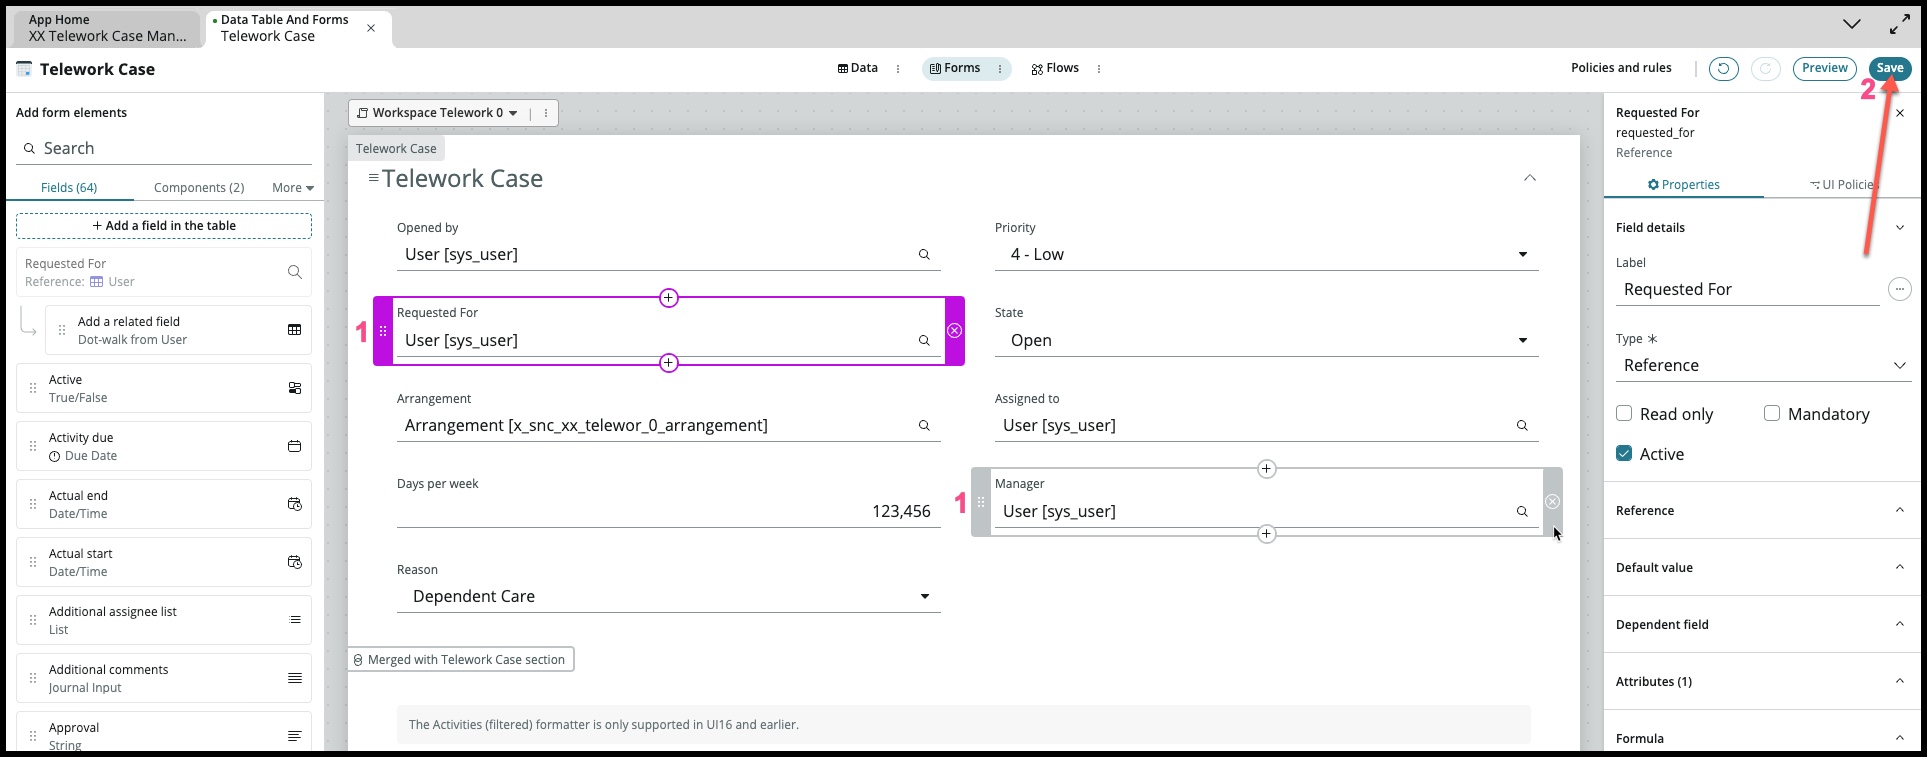 App Home
XX Telework Case Man...
Data Table And Forms
Telework Case
Telework Case
Data
Forms
Flows
Policies and rules
Preview
Save
2
Add form elements
Search
Fields (64)
Components (2)
More
+ Add a field in the table
Requested For
Reference: User
Add a related field
Dot-walk from User
Active
True/False
Activity due
Due Date
Actual end
Date/Time
Actual start
Date/Time
Additional assignee list
List
Additional comments
Journal Input
Approval
String
Workspace Telework 0
Telework Case
Telework Case
Opened by
User [sys_user]
Priority
4 - Low
1
Requested For
User [sys_user]
State
Open
Arrangement
Arrangement [x_snc_xx_telewor_0_arrangement]
Assigned to
User [sys_user]
Days per week
123,456
1
Manager
User [sys_user]
Reason
Dependent Care
Merged with Telework Case section
The Activities (filtered) formatter is only supported in UI16 and earlier.
Requested For
requested_for
Reference
Properties
UI Policies
Field details
Label
Requested For
Type
Reference
Read only
Mandatory
Active
Reference
Default value
Dependent field
Attributes (1)
Formula